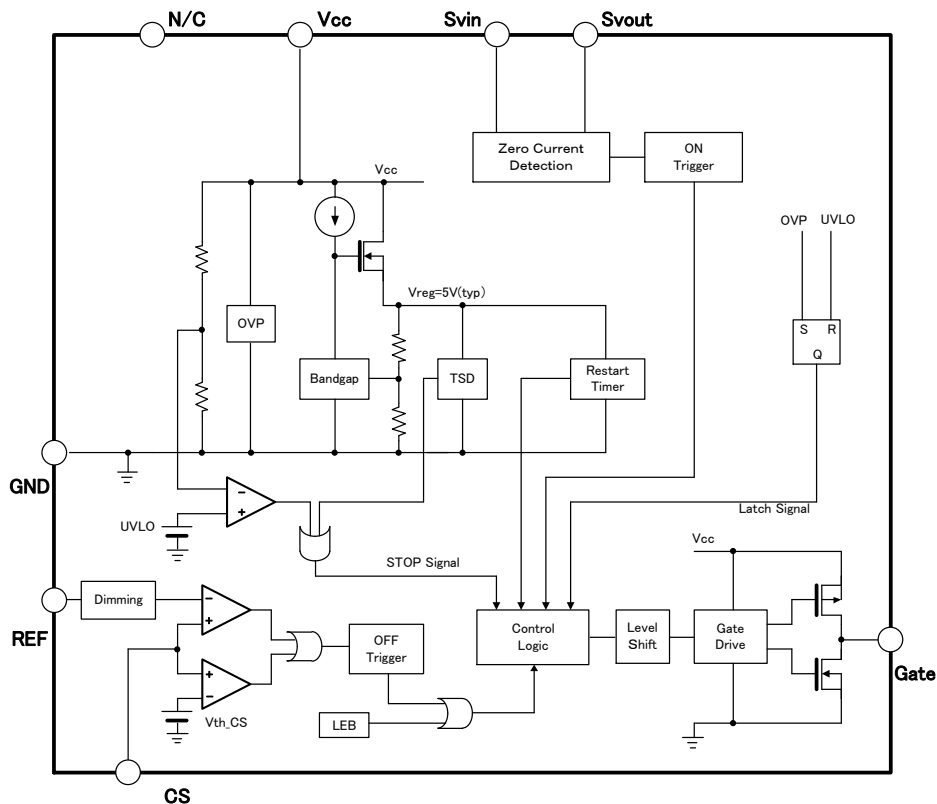 N/C
Vcc
Svin
Svout
Zero Current
Detection
ON
Trigger
Vcc
OVP
UVLO
Vreg=5V(typ)
OVP
S R
Q
Bandgap
TSD
Restart
Timer
GND
−
+
UVLO
Latch Signal
STOP Signal
Vcc
REF
Dimming
−
+
OFF
Trigger
Control
Logic
Level
Shift
Gate
Drive
Gate
+
−
Vth_CS
LEB
CS